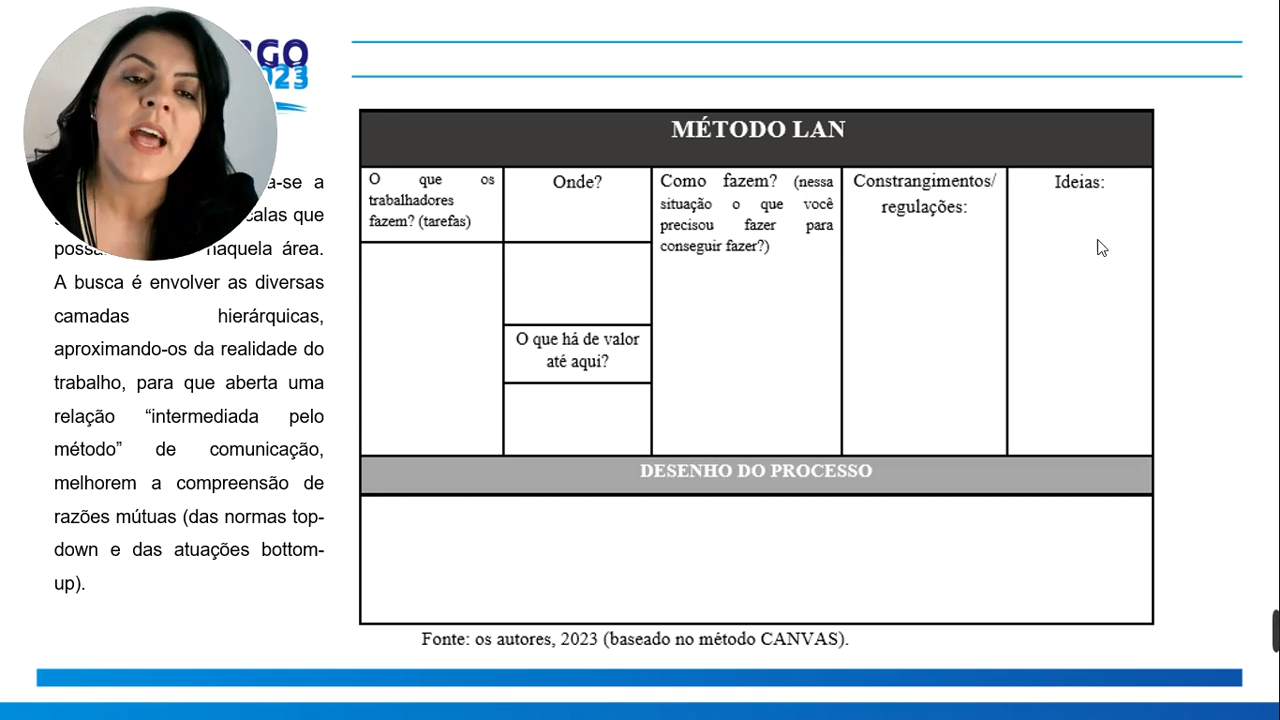 2023
possa
naquela área.
A busca é envolver as diversas
camadas hierárquicas,
aproximando-os da realidade do
trabalho, para que aberta uma
relação “intermediada pelo
método” de comunicação,
melhorem a compreensão de
razões mútuas (das normas top-
down e das atuações bottom-
up).
MÉTODO LAN
O que os
trabalhadores
fazem? (tarefas)
Onde?
O que há de valor
até aqui?
Como fazem? (nessa
situação o que você
precisou fazer para
conseguir fazer?)
Constrangimentos/
regulações:
Ideias:
DESENHO DO PROCESSO
Fonte: os autores, 2023 (baseado no método CANVAS).